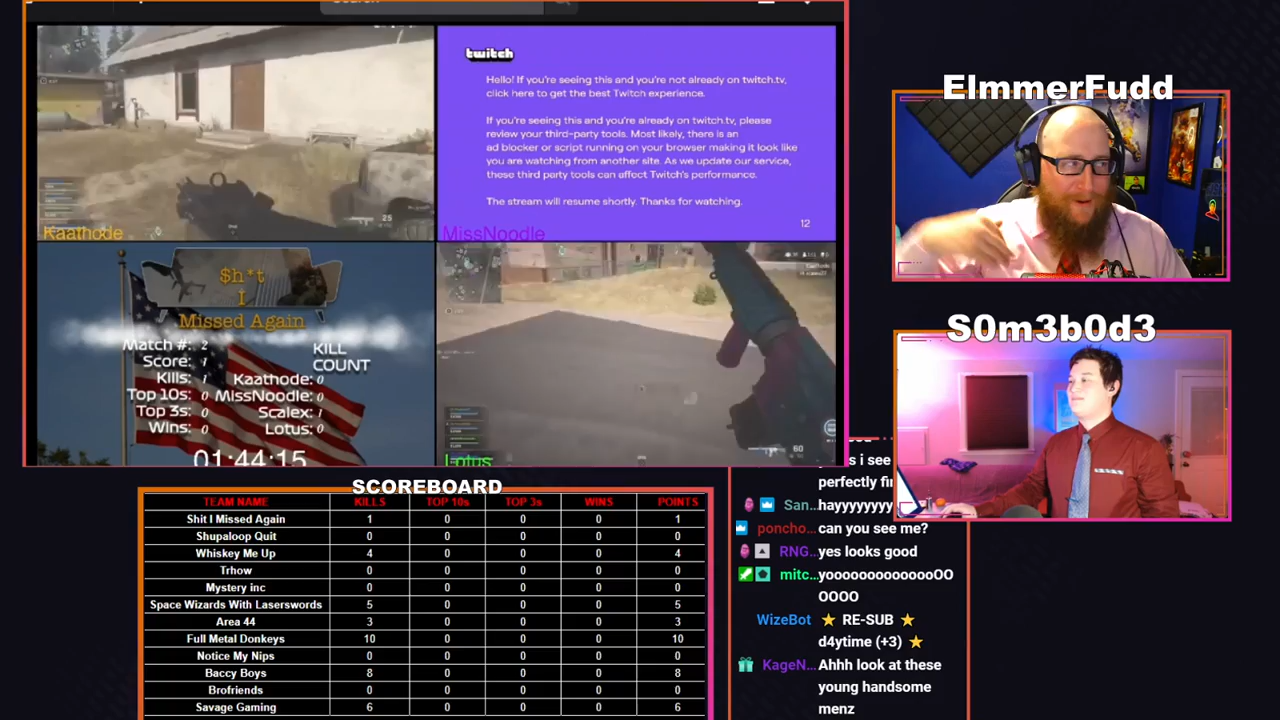 twitch
Hello! If you're seeing this and you're not already on twitch.tv,
click here to get the best Twitch experience.
If you're seeing this and you're already on twitch.tv, please
review your third-party tools. Most likely, there is an
ad blocker or script running on your browser making it look like
you are watching from another site. As we update our service,
these third party tools can affect Twitch's performance.
The stream will resume shortly. Thanks for watching.
12
25
Kaathode
MissNoodle
$h*t
I
Missed Again
Match #: 2
Score: 1
Kills: 1
Top 10s: 0
Top 3s: 0
Wins: 0
KILL
COUNT
Kaathode: 0
MissNoodle: 0
Scalex: 1
Lotus: 0
01:44:15
60
Lotus
ElmmerFudd
S0m3b0d3
SCOREBOARD
TEAM NAME KILLS TOP 10s TOP 3s WINS POINTS
Shit I Missed Again 1 0 0 0 1
Shupaloop Quit 0 0 0 0 0
Whiskey Me Up 4 0 0 0 4
Trhow 0 0 0 0 0
Mystery inc 0 0 0 0 0
Space Wizards With Laserswords 5 0 0 0 5
Area 44 3 0 0 0 3
Full Metal Donkeys 10 0 0 0 10
Notice My Nips 0 0 0 0 0
Baccy Boys 8 0 0 0 8
Brofriends 0 0 0 0 0
Savage Gaming 6 0 0 0 6
s i see
perfectly fi
San... hayyyyyyy
poncho... can you see me?
RNG... yes looks good
mitc... yooooooooooooOO
OOOO
WizeBot ⭐ RE-SUB ⭐
d4ytime (+3) ⭐
KageN... Ahhh look at these
young handsome
menz